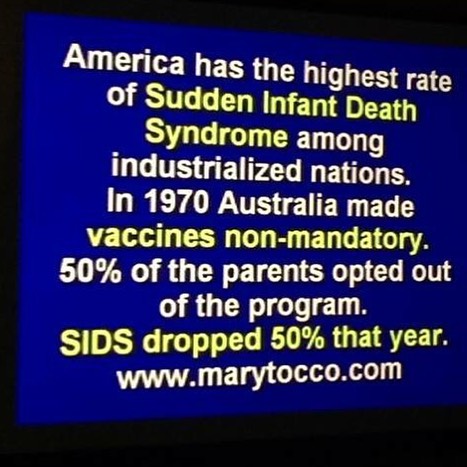 America has the highest rate
of Sudden Infant Death
Syndrome among
industrialized nations.
In 1970 Australia made
vaccines non-mandatory.
50% of the parents opted out
of the program.
SIDS dropped 50% that year.
www.marytocco.com